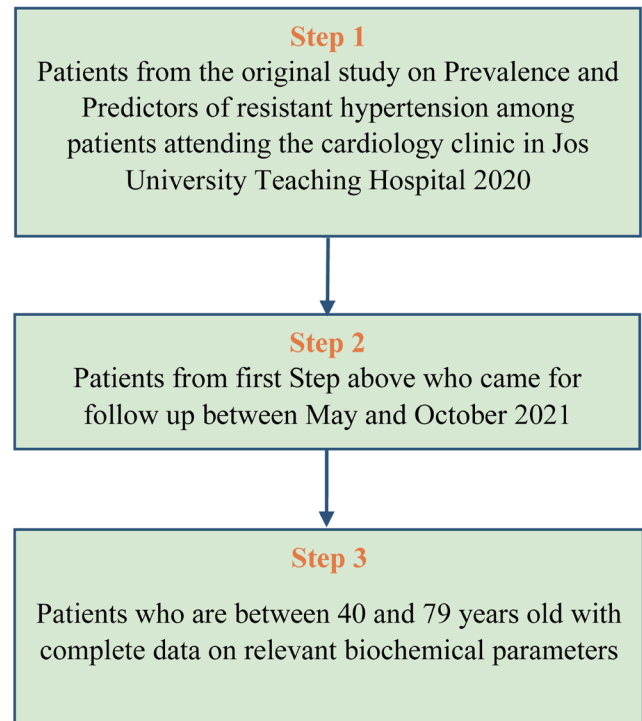 Step 1
Patients from the original study on Prevalence and
Predictors of resistant hypertension among
patients attending the cardiology clinic in Jos
University Teaching Hospital 2020
Step 2
Patients from first Step above who came for
follow up between May and October 2021
Step 3
Patients who are between 40 and 79 years old with
complete data on relevant biochemical parameters